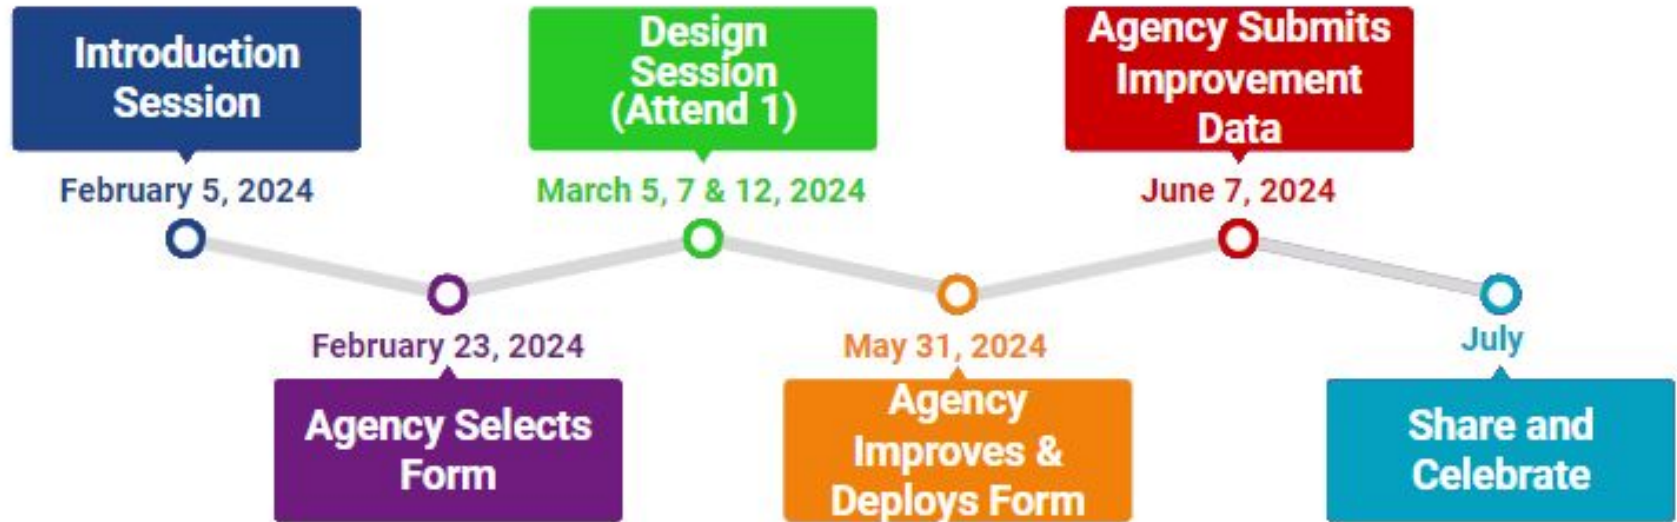 Introduction
Session
February 5, 2024
February 23, 2024
Agency Selects
Form
Design
Session
(Attend 1)
March 5, 7 & 12, 2024
May 31, 2024
Agency
Improves &
Deploys Form
Agency Submits
Improvement
Data
June 7, 2024
July
Share and
Celebrate